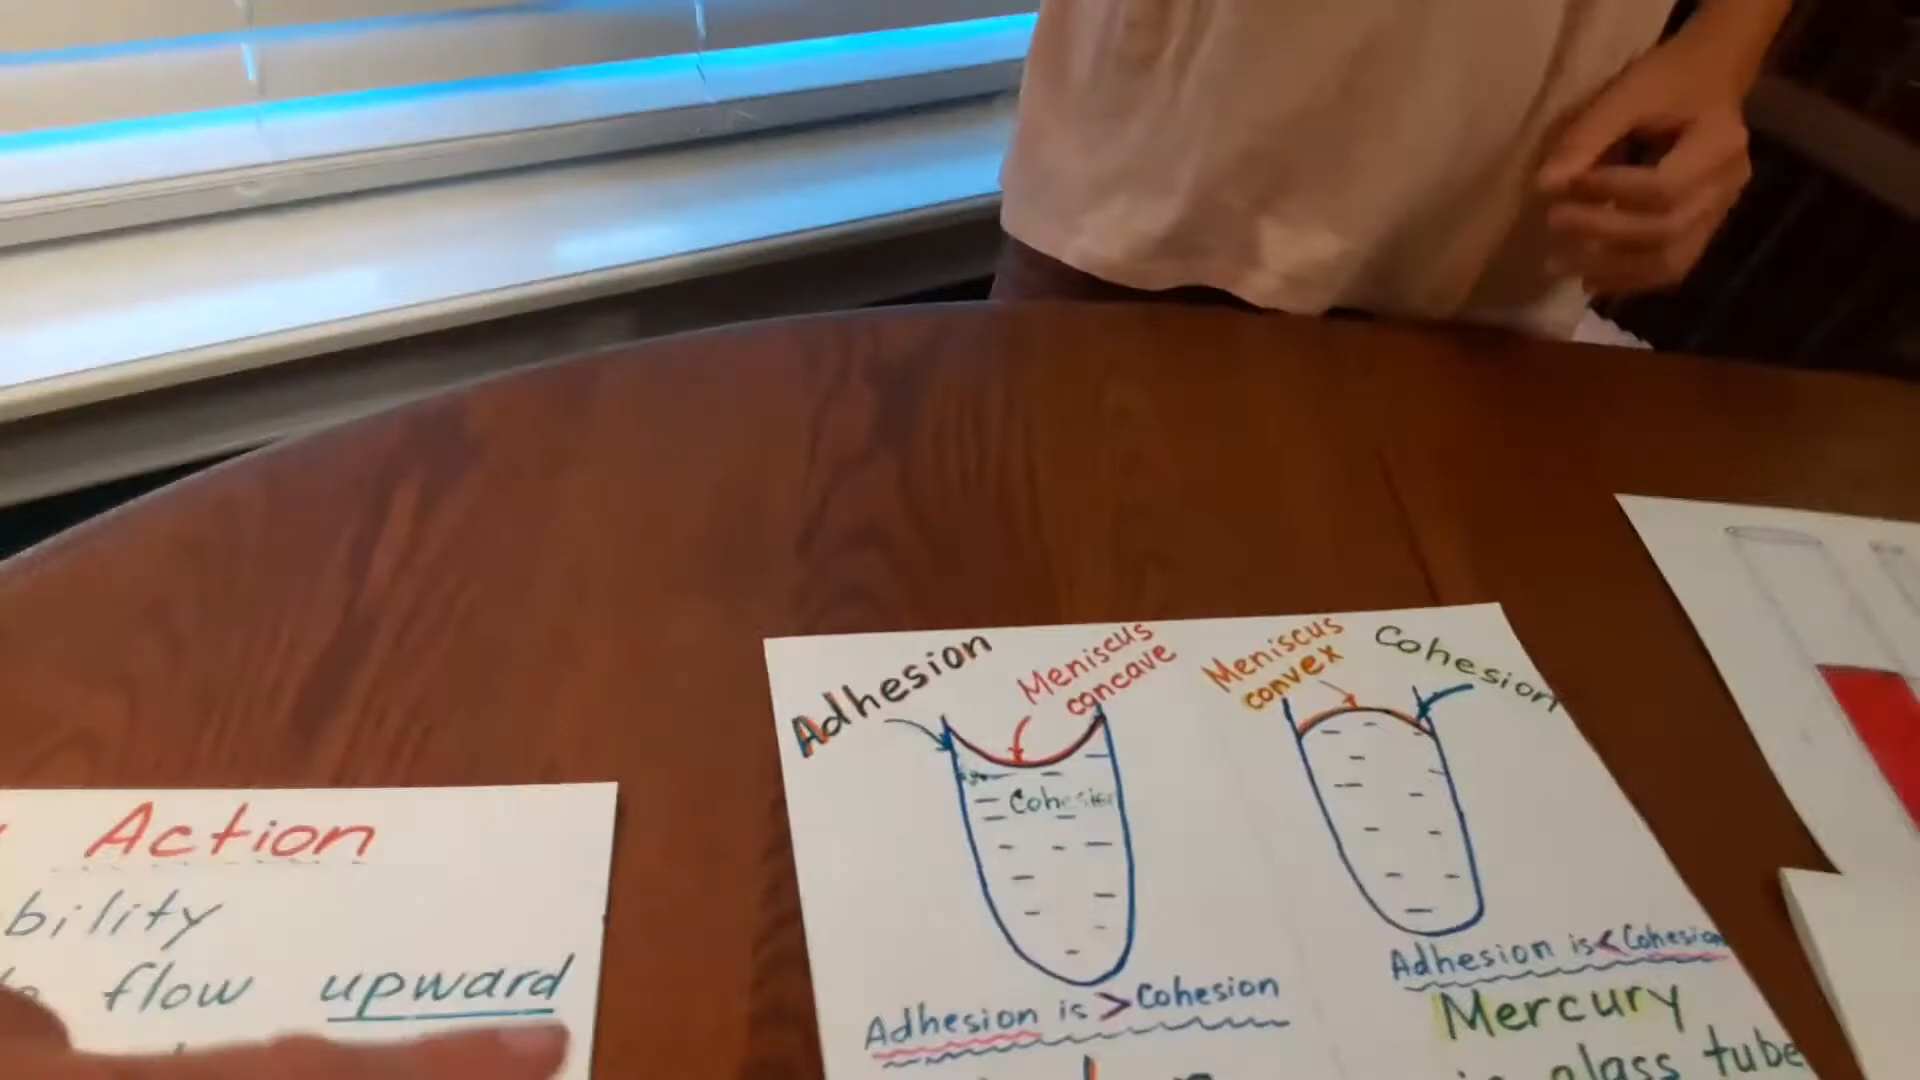 Action
bility
flow upward
Adhesion
Meniscus
concave
Cohesion
Adhesion is > Cohesion
Meniscus
convex
Cohesion
Adhesion is < Cohesion
Mercury
glass tube